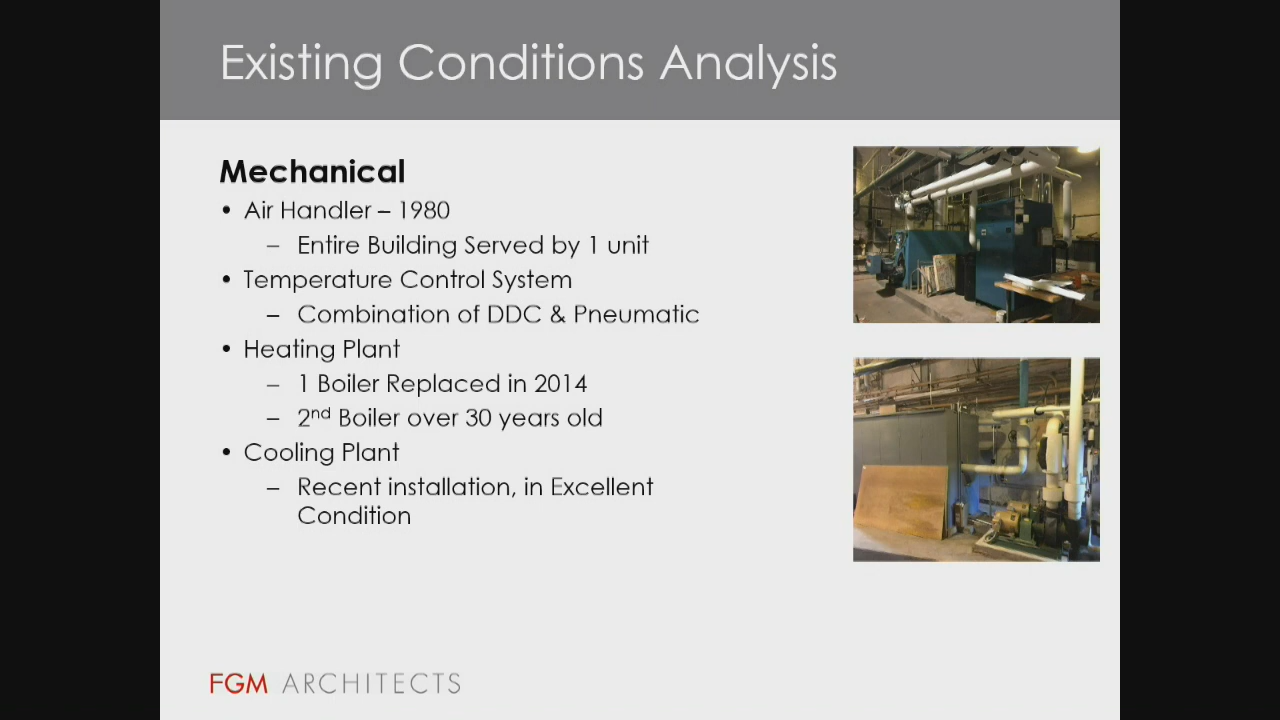 Existing Conditions Analysis
Mechanical
• Air Handler – 1980
– Entire Building Served by 1 unit
• Temperature Control System
– Combination of DDC & Pneumatic
• Heating Plant
– 1 Boiler Replaced in 2014
– 2nd Boiler over 30 years old
• Cooling Plant
– Recent installation, in Excellent
Condition
FGM ARCHITECTS